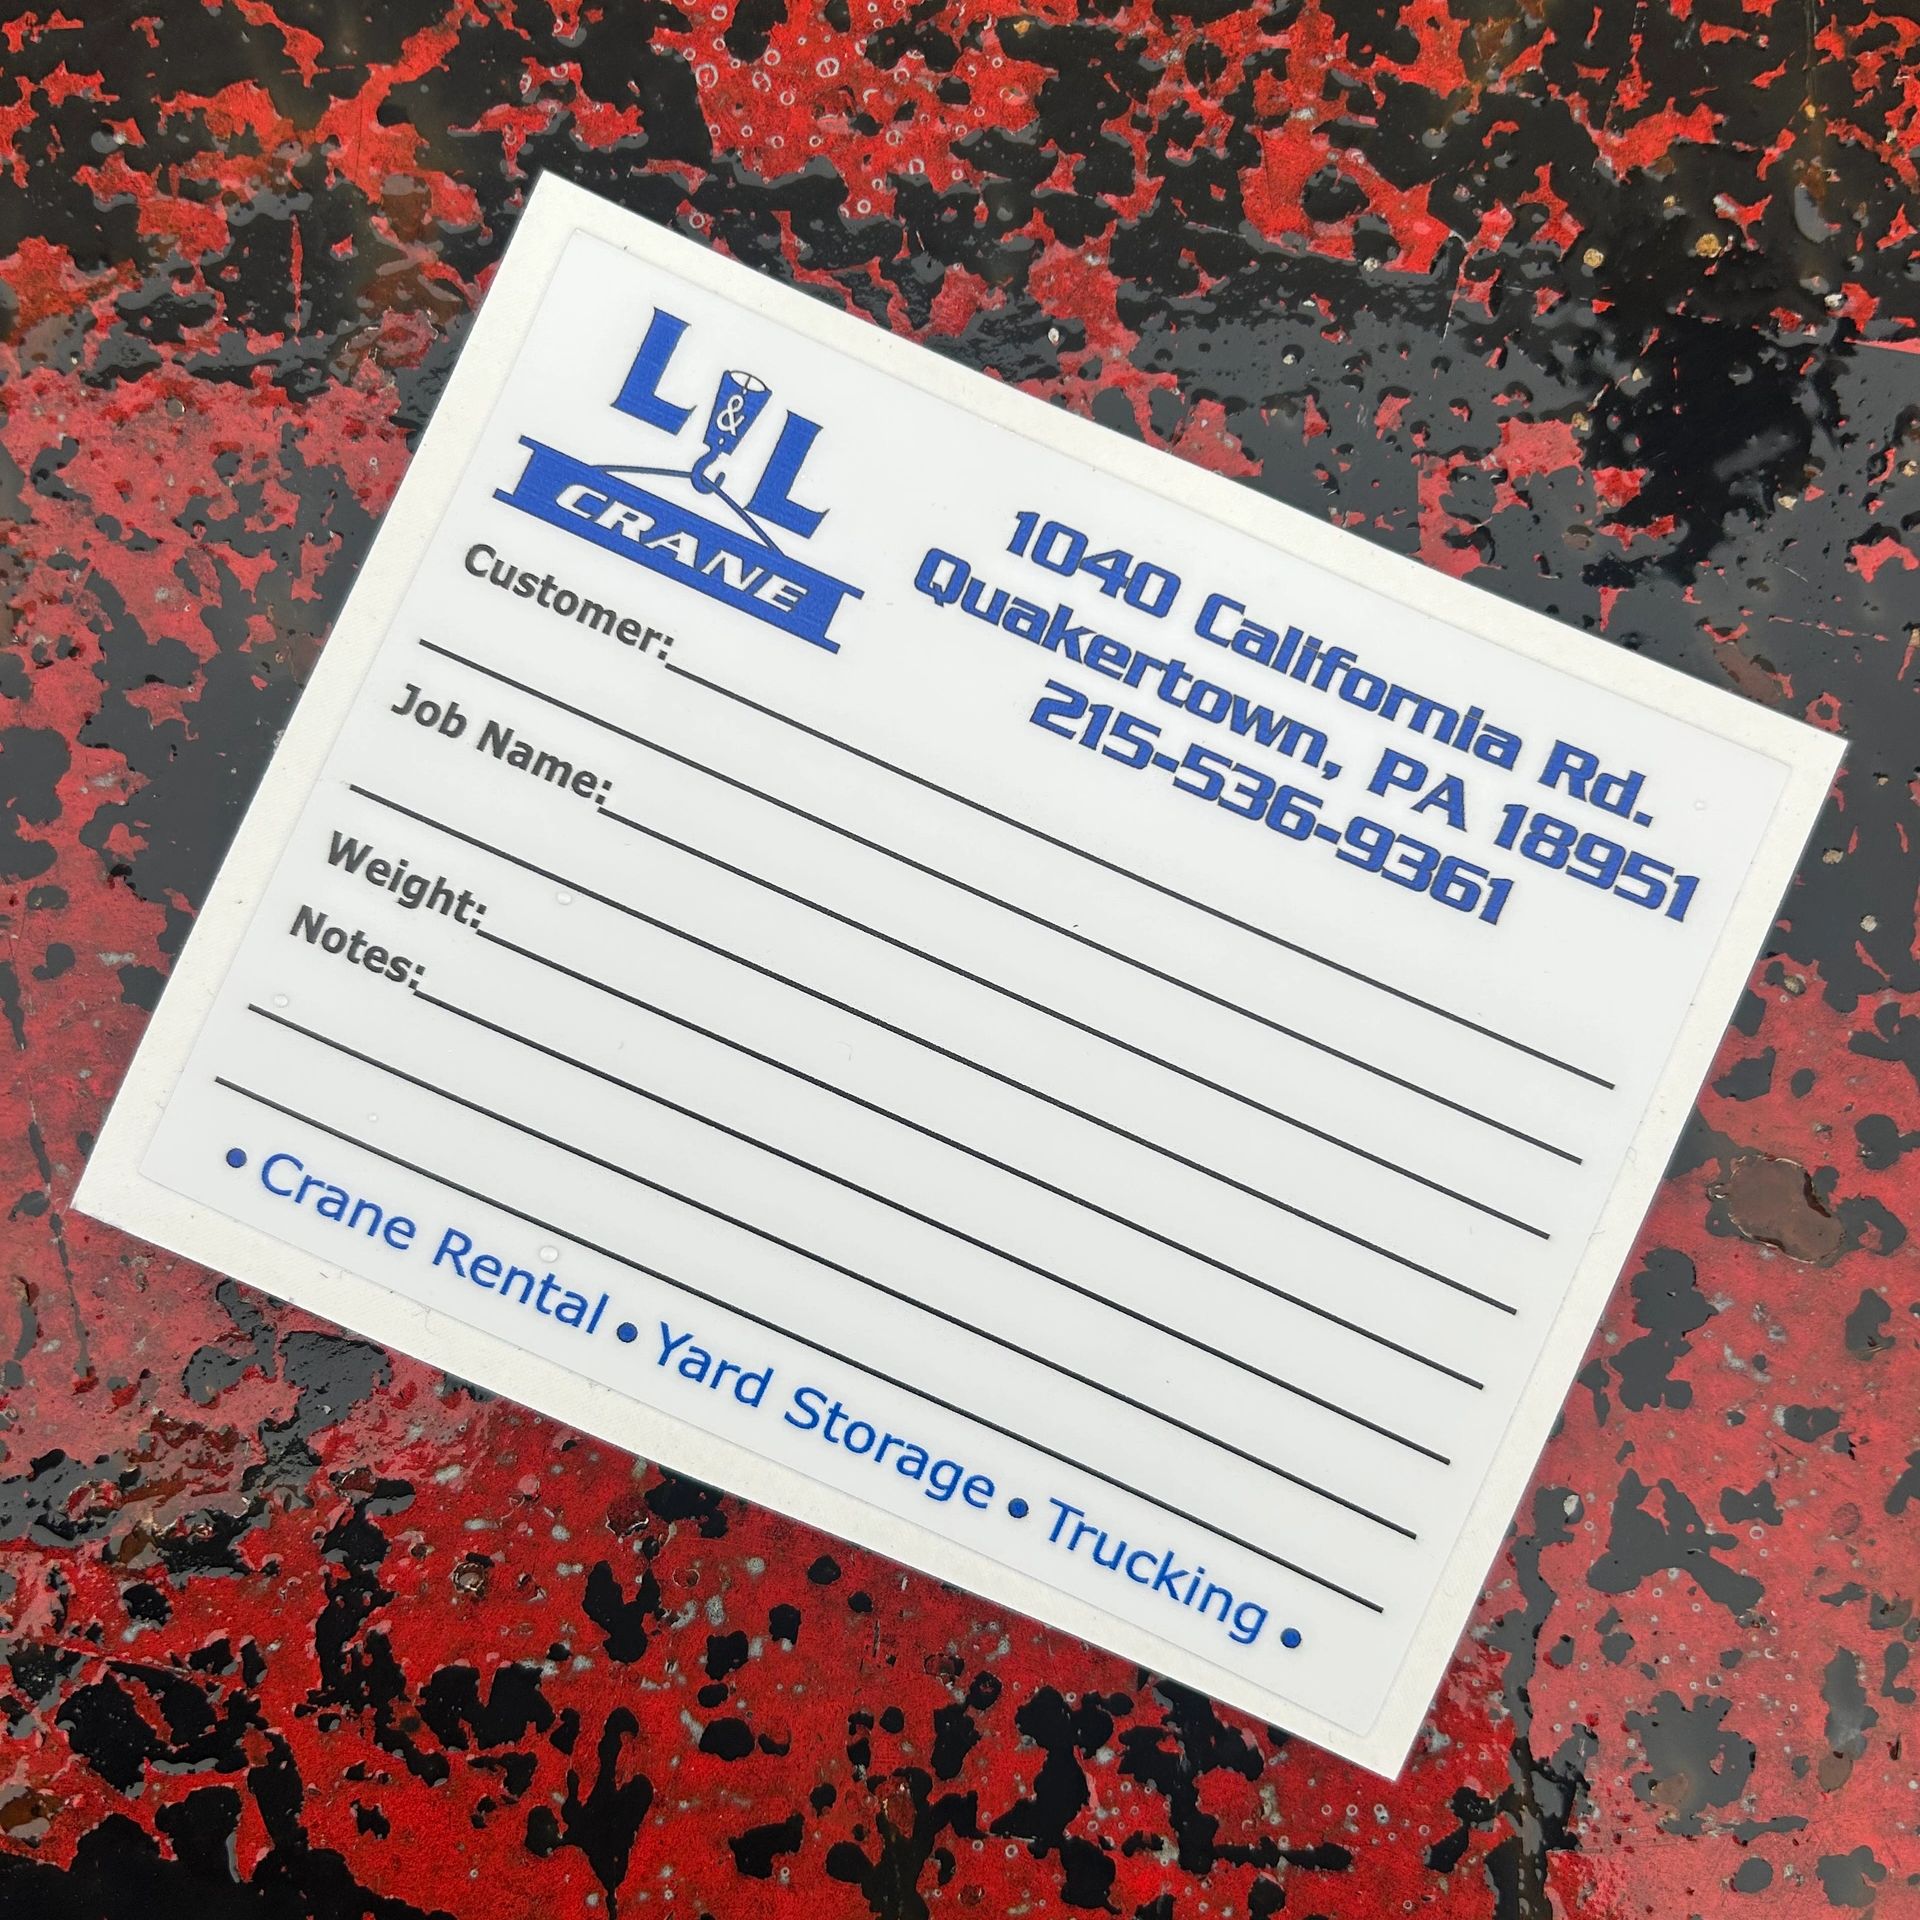 L & L
CRANE
1040 California Rd.
Quakertown, PA 18951
215-536-9361
Customer:
Job Name:
Weight:
Notes:
• Crane Rental • Yard Storage • Trucking •